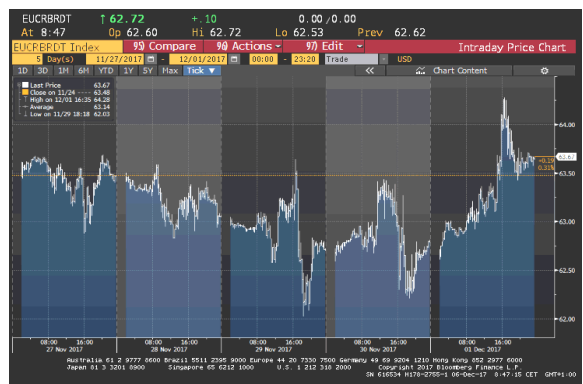 EUCRBRDT ↑ 62.72 +.10 0.00/0.00
At 8:47 Op 62.60 Hi 62.72 Lo 62.53 Prev 62.62
EUCRBRDT Index 95) Compare 96) Actions 97) Edit Intraday Price Chart
5 Day(s) 11/27/2017 - 12/01/2017 00:00 - 23:20 Trade USD
1D 3D 1M 6M YTD 1Y 5Y Max Tick ▼ « Chart Content
Last Price 63.67
Close on 11/24 ---- 63.48
High on 12/01 16:35 64.28
Average 63.14
Low on 11/29 18:18 62.03
64.00
63.67
+0.19
0.31%
63.50
63.00
62.50
62.00
08:00 16:00 08:00 16:00 08:00 16:00 08:00 16:00 08:00 16:00
27 Nov 2017 28 Nov 2017 29 Nov 2017 30 Nov 2017 01 Dec 2017
Australia 61 2 9777 8600 Brazil 5511 2395 9000 Europe 44 20 7330 7500 Germany 49 69 9204 1210 Hong Kong 852 2977 6000
Japan 81 3 3201 8900 Singapore 65 6212 1000 U.S. 1 212 318 2000 Copyright 2017 Bloomberg Finance L.P.
SN 616534 H178-2755-1 06-Dec-17 8:47:15 CET GMT+1:00